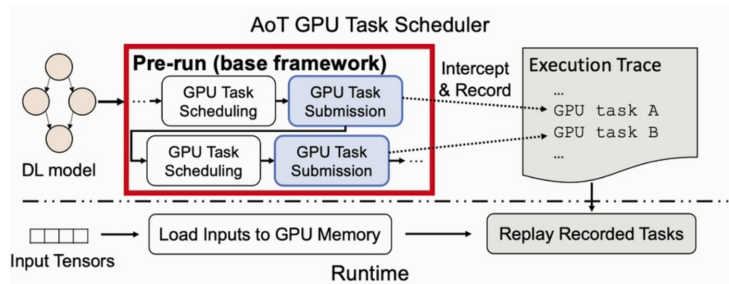 AoT GPU Task Scheduler
Pre-run (base framework)
...
GPU Task
Scheduling
GPU Task
Submission
GPU Task
Scheduling
GPU Task
Submission
...
DL model
Intercept
& Record
Execution Trace
...
GPU task A
GPU task B
...
Input Tensors
Load Inputs to GPU Memory
Replay Recorded Tasks
Runtime